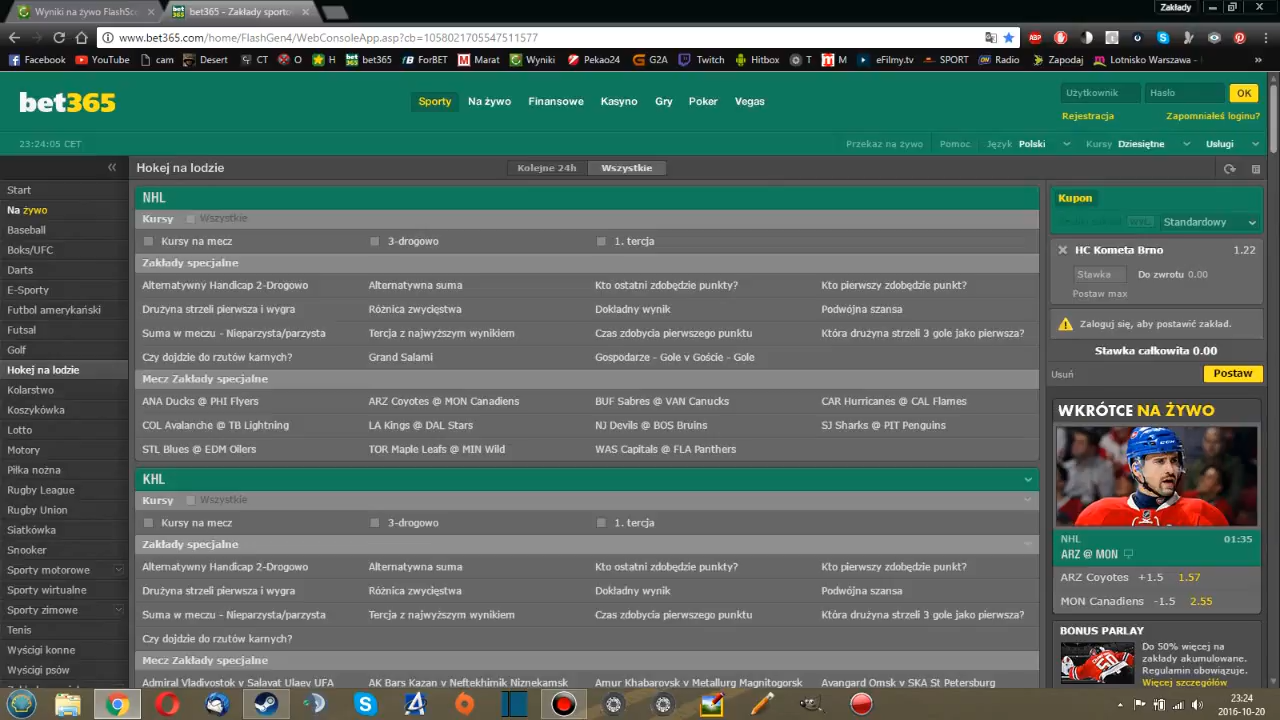 Wyniki na żywo FlashSco
bet365 - Zakłady sporto
Zakłady
www.bet365.com/home/FlashGen4/WebConsoleApp.asp?cb=1058021705547511577
Facebook YouTube cam Desert CT O H bet365 ForBET Marat Wyniki Pekao24 G2A Twitch Hitbox T M eFilmy.tv SPORT Radio Zapodaj Lotnisko Warszawa - »
bet365
Sporty Na żywo Finansowe Kasyno Gry Poker Vegas
Użytkownik Hasło OK
Rejestracja Zapomniałeś loginu?
23:24:05 CET
Przekaz na żywo Pomoc Język Polski Kursy Dziesiętne Usługi
Start
Na żywo
Baseball
Boks/UFC
Darts
E-Sporty
Futbol amerykański
Futsal
Golf
Hokej na lodzie
Kolarstwo
Koszykówka
Lotto
Motory
Piłka nożna
Rugby League
Rugby Union
Siatkówka
Snooker
Sporty motorowe
Sporty wirtualne
Sporty zimowe
Tenis
Wyścigi konne
Wyścigi psów
Hokej na lodzie
Kolejne 24h Wszystkie
NHL
Kursy Wszystkie
Kursy na mecz 3-drogowo 1. tercja
Zakłady specjalne
Alternatywny Handicap 2-Drogowo Alternatywna suma Kto ostatni zdobędzie punkty? Kto pierwszy zdobędzie punkt?
Drużyna strzeli pierwsza i wygra Różnica zwycięstwa Dokładny wynik Podwójna szansa
Suma w meczu - Nieparzysta/parzysta Tercja z najwyższym wynikiem Czas zdobycia pierwszego punktu Która drużyna strzeli 3 gole jako pierwsza?
Czy dojdzie do rzutów karnych? Grand Salami Gospodarze - Gole v Goście - Gole
Mecz Zakłady specjalne
ANA Ducks @ PHI Flyers ARZ Coyotes @ MON Canadiens BUF Sabres @ VAN Canucks CAR Hurricanes @ CAL Flames
COL Avalanche @ TB Lightning LA Kings @ DAL Stars NJ Devils @ BOS Bruins SJ Sharks @ PIT Penguins
STL Blues @ EDM Oilers TOR Maple Leafs @ MIN Wild WAS Capitals @ FLA Panthers
KHL
Kursy Wszystkie
Kursy na mecz 3-drogowo 1. tercja
Zakłady specjalne
Alternatywny Handicap 2-Drogowo Alternatywna suma Kto ostatni zdobędzie punkty? Kto pierwszy zdobędzie punkt?
Drużyna strzeli pierwsza i wygra Różnica zwycięstwa Dokładny wynik Podwójna szansa
Suma w meczu - Nieparzysta/parzysta Tercja z najwyższym wynikiem Czas zdobycia pierwszego punktu Która drużyna strzeli 3 gole jako pierwsza?
Czy dojdzie do rzutów karnych?
Mecz Zakłady specjalne
Admiral Vladivostok v Salavat Ulaev UFA AK Bars Kazan v Neftekhimik Niznekamsk Amur Khabarovsk v Metallurg Magnitogorsk Avangard Omsk v SKA St Petersburg
Kupon
Standardowy
HC Kometa Brno 1.22
Stawka Do zwrotu 0.00
Postaw max
Zaloguj się, aby postawić zakład.
Stawka całkowita 0.00
Usuń Postaw
WKRÓTCE NA ŻYWO
NHL 01:35
ARZ @ MON
ARZ Coyotes +1.5 1.57
MON Canadiens -1.5 2.55
BONUS PARLAY
Do 50% więcej na
zakłady akumulowane.
Regulamin obowiązuje.
Więcej szczegółów
23:24
2016-10-20